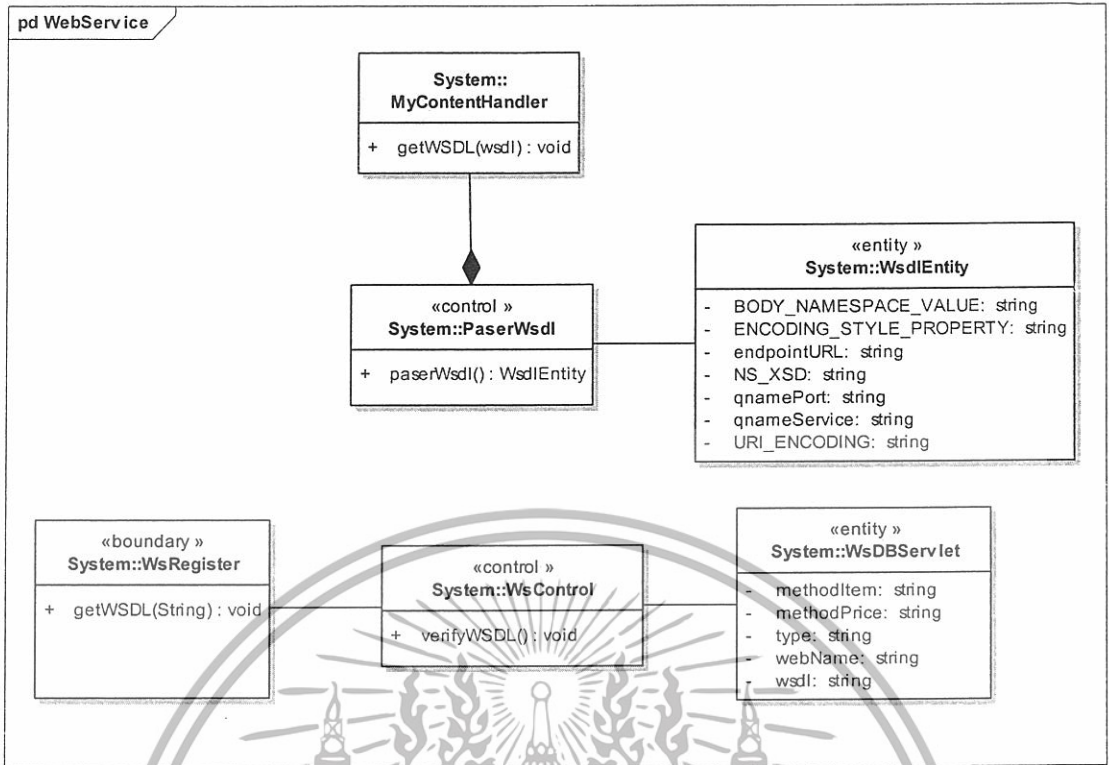 pd WebService
System::
MyContentHandler
+ getWSDL(wsdl) : void
«control »
System::PaserWsdl
+ paserWsdl() : WsdlEntity
«entity »
System::WsdlEntity
- BODY_NAMESPACE_VALUE: string
- ENCODING_STYLE_PROPERTY: string
- endpointURL: string
- NS_XSD: string
- qnamePort: string
- qnameService: string
- URI_ENCODING: string
«boundary »
System::WsRegister
+ getWSDL(String) : void
«control »
System::WsControl
+ verifyWSDL() : void
«entity »
System::WsDBServlet
- methodItem: string
- methodPrice: string
- type: string
- webName: string
- wsdl: string